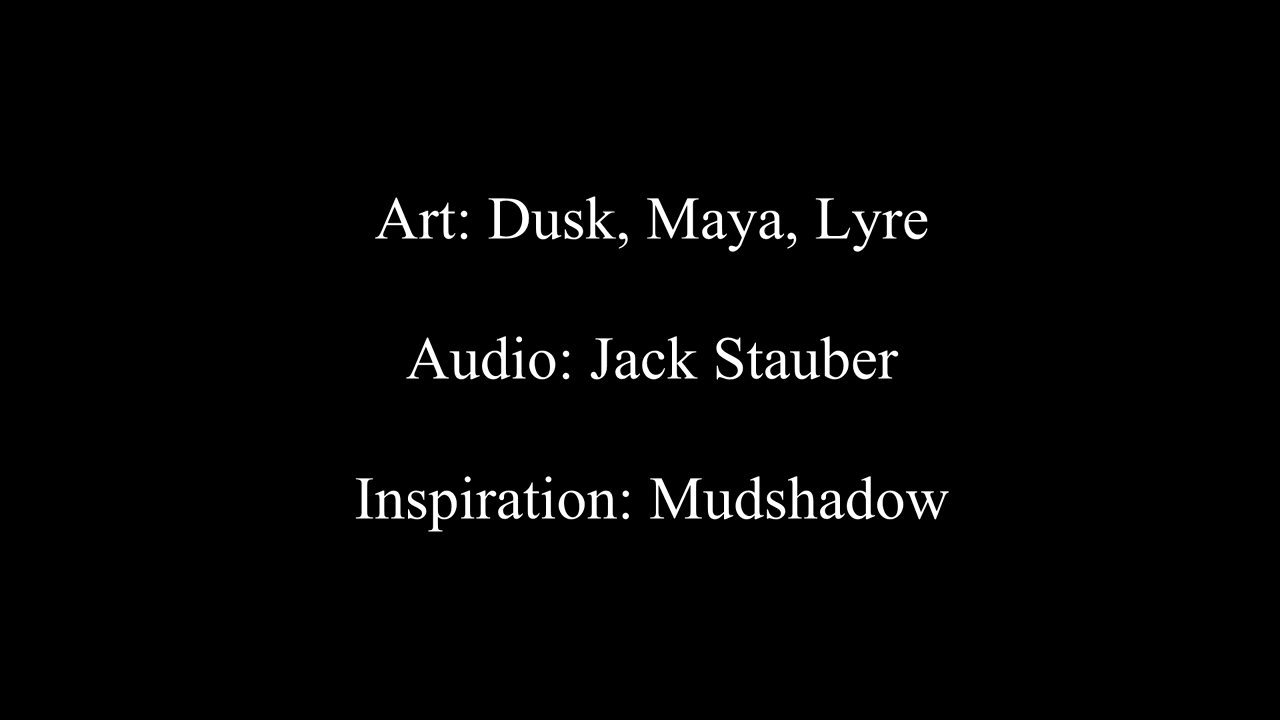 Art: Dusk, Maya, Lyre
Audio: Jack Stauber
Inspiration: Mudshadow